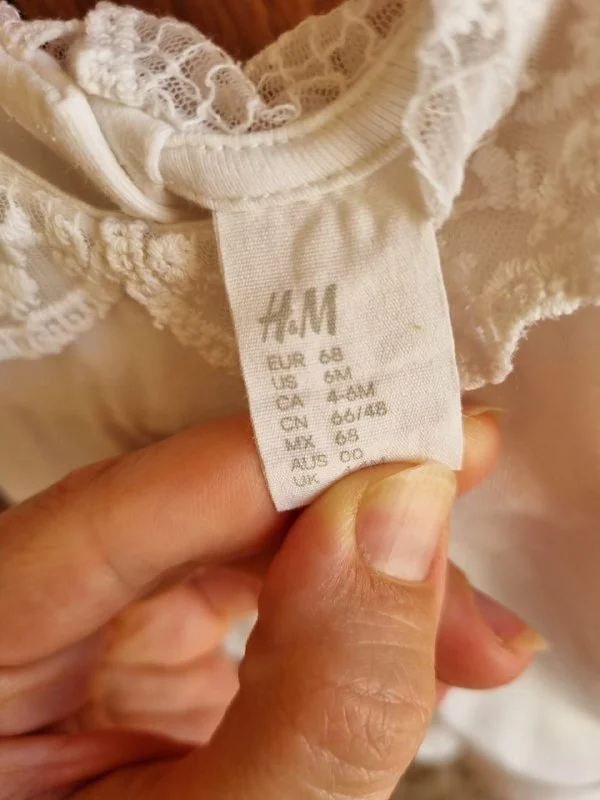 H&M
EUR 68
US 6M
CA 4-6M
CN 66/48
MX 68
AUS 00
UK